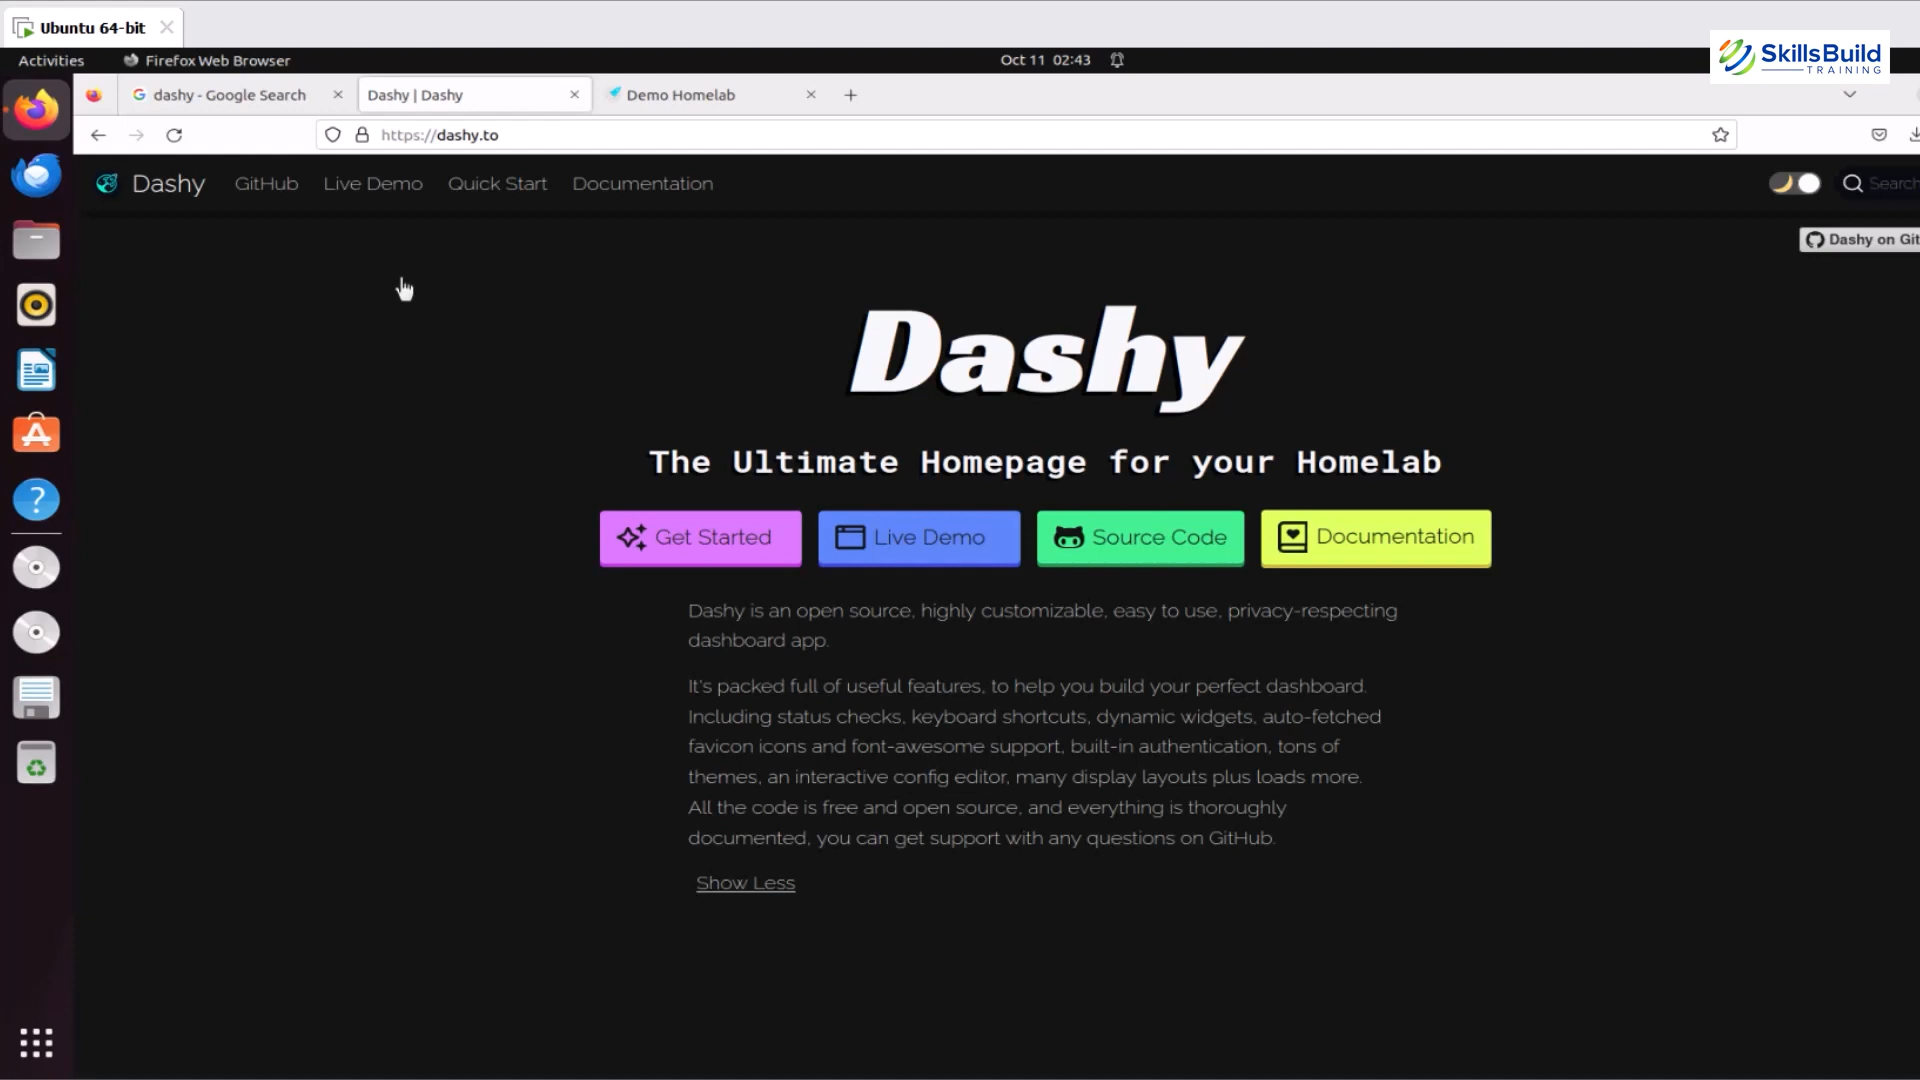 Ubuntu 64-bit
Activities
Firefox Web Browser
Oct 11 02:43
SkillsBuild
TRAINING
dashy - Google Search
Dashy | Dashy
Demo Homelab
https://dashy.to
Dashy
GitHub
Live Demo
Quick Start
Documentation
Search
Dashy on Git
Dashy
The Ultimate Homepage for your Homelab
Get Started
Live Demo
Source Code
Documentation
Dashy is an open source, highly customizable, easy to use, privacy-respecting
dashboard app.
It's packed full of useful features, to help you build your perfect dashboard.
Including status checks, keyboard shortcuts, dynamic widgets, auto-fetched
favicon icons and font-awesome support, built-in authentication, tons of
themes, an interactive config editor, many display layouts plus loads more.
All the code is free and open source, and everything is thoroughly
documented, you can get support with any questions on GitHub.
Show Less